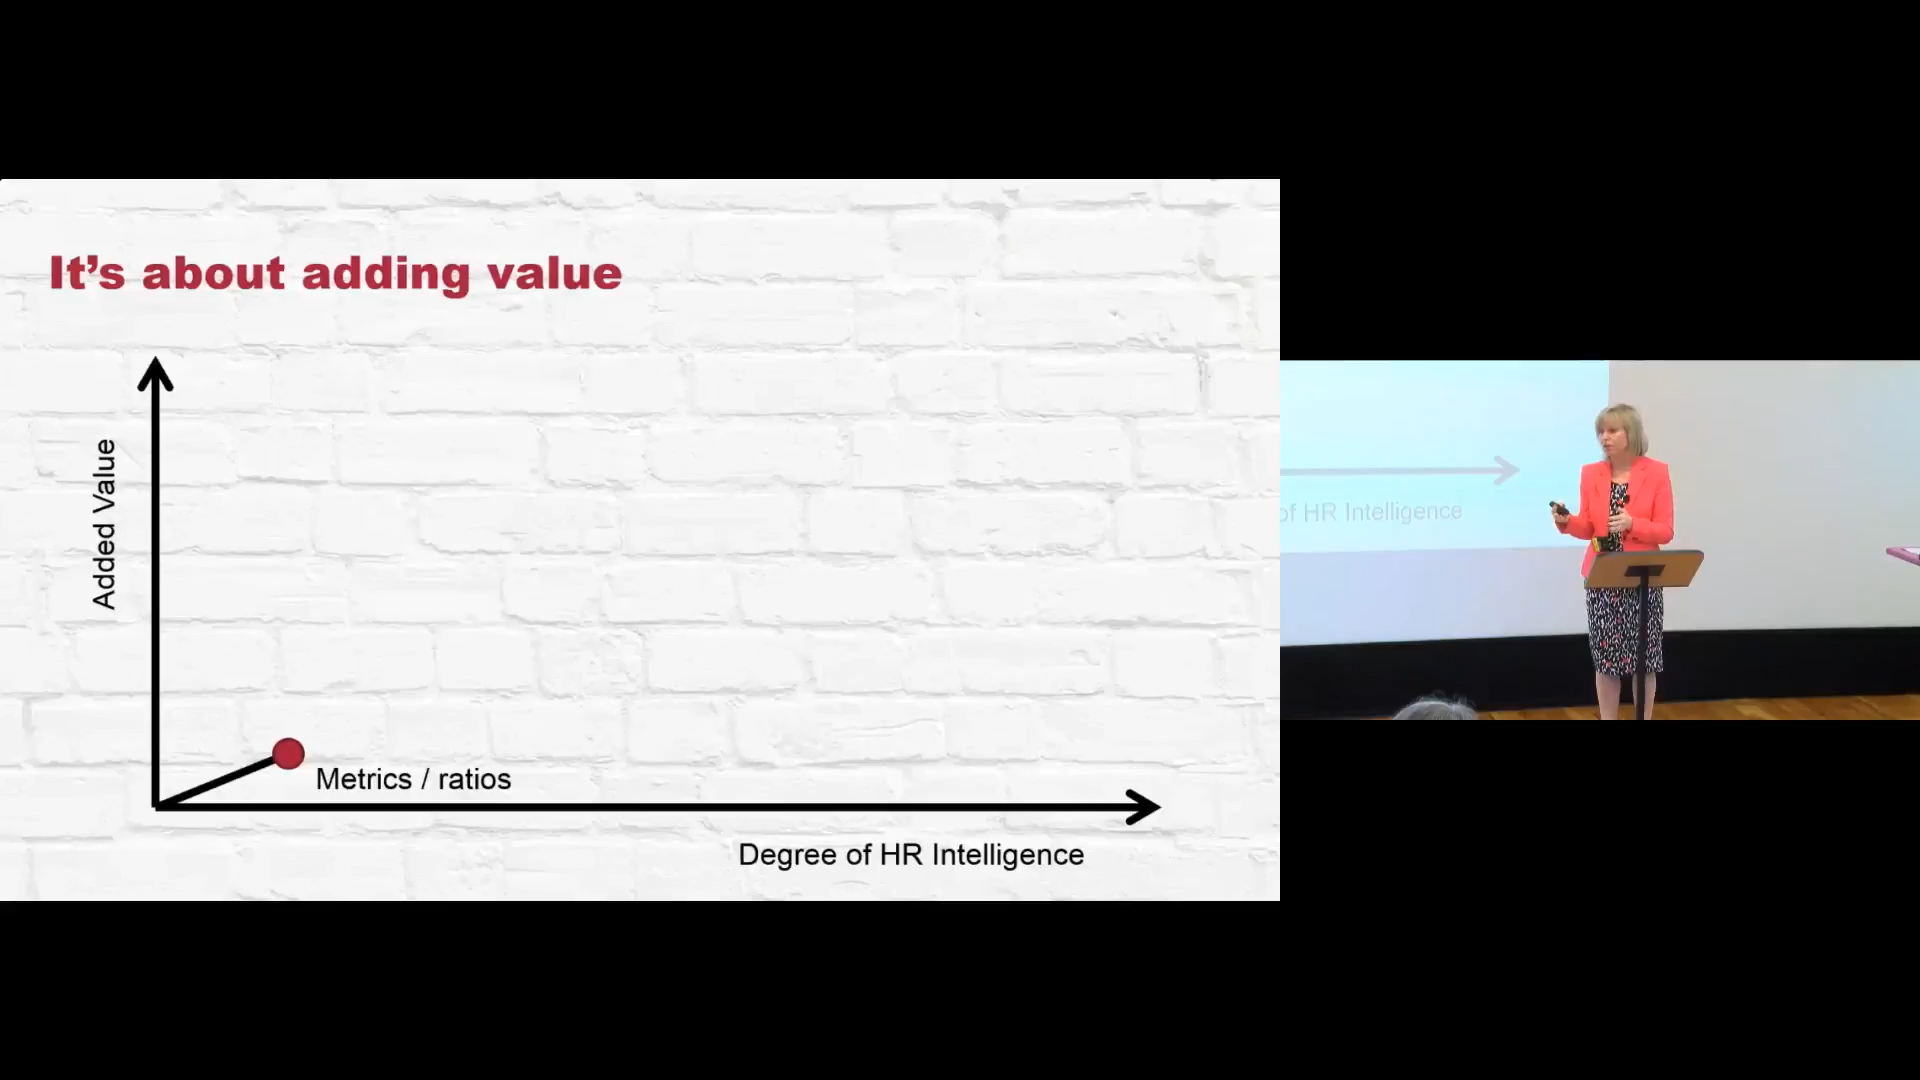 It’s about adding value
Added Value
Metrics / ratios
Degree of HR Intelligence
of HR Intelligence